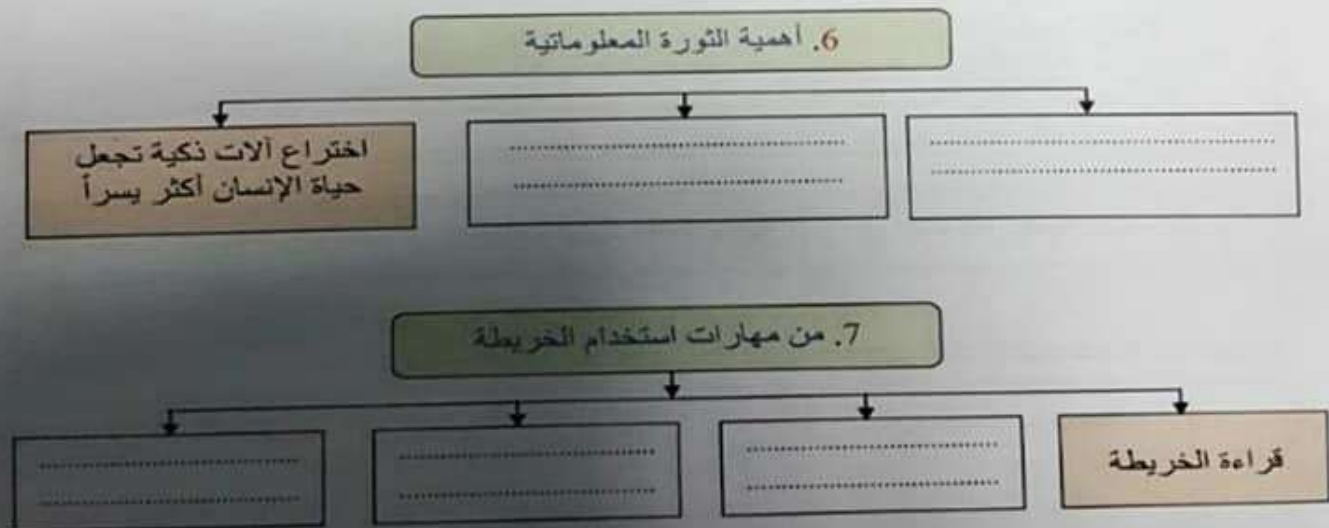 6. أهمية الثورة المعلوماتية
اختراع آلات ذكية تجعل
حياة الإنسان أكثر يسراً
7. من مهارات استخدام الخريطة
قراءة الخريطة